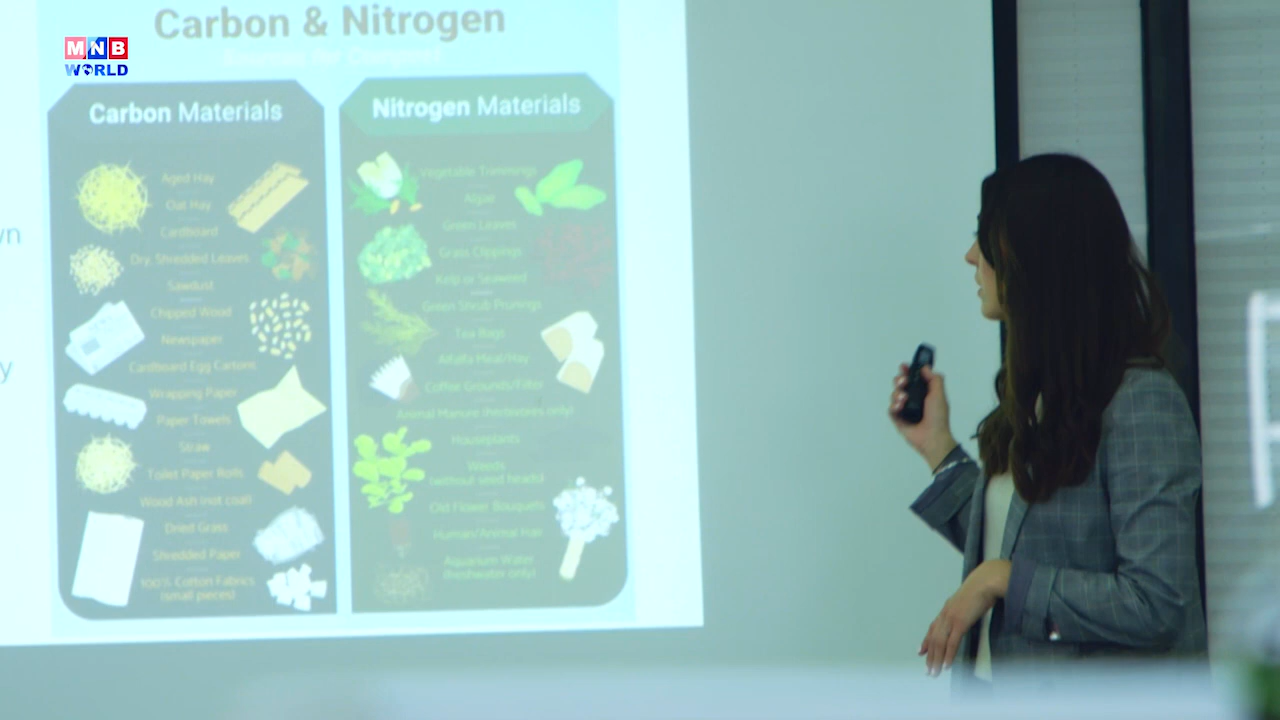 MNB
WORLD
Carbon & Nitrogen
Carbon Materials
Aged Hay
Oat Hay
Cardboard
Dry, Shredded Leaves
Sawdust
Chipped Wood
Newspaper
Cardboard Egg Cartons
Wrapping Paper
Paper Towels
Straw
Toilet Paper Rolls
Wood Ash (not coal)
Dried Grass
Shredded Paper
100% Cotton Fabrics
(small pieces)
Nitrogen Materials
Vegetable Trimmings
Algae
Green Leaves
Grass Clippings
Kelp or Seaweed
Green Shrub Prunings
Tea Bags
Alfalfa Meal/Hay
Coffee Grounds/Filter
Animal Manure (herbivores only)
Houseplants
Weeds
(without seed heads)
Old Flower Bouquets
Human/Animal Hair
Aquarium Water
(freshwater only)